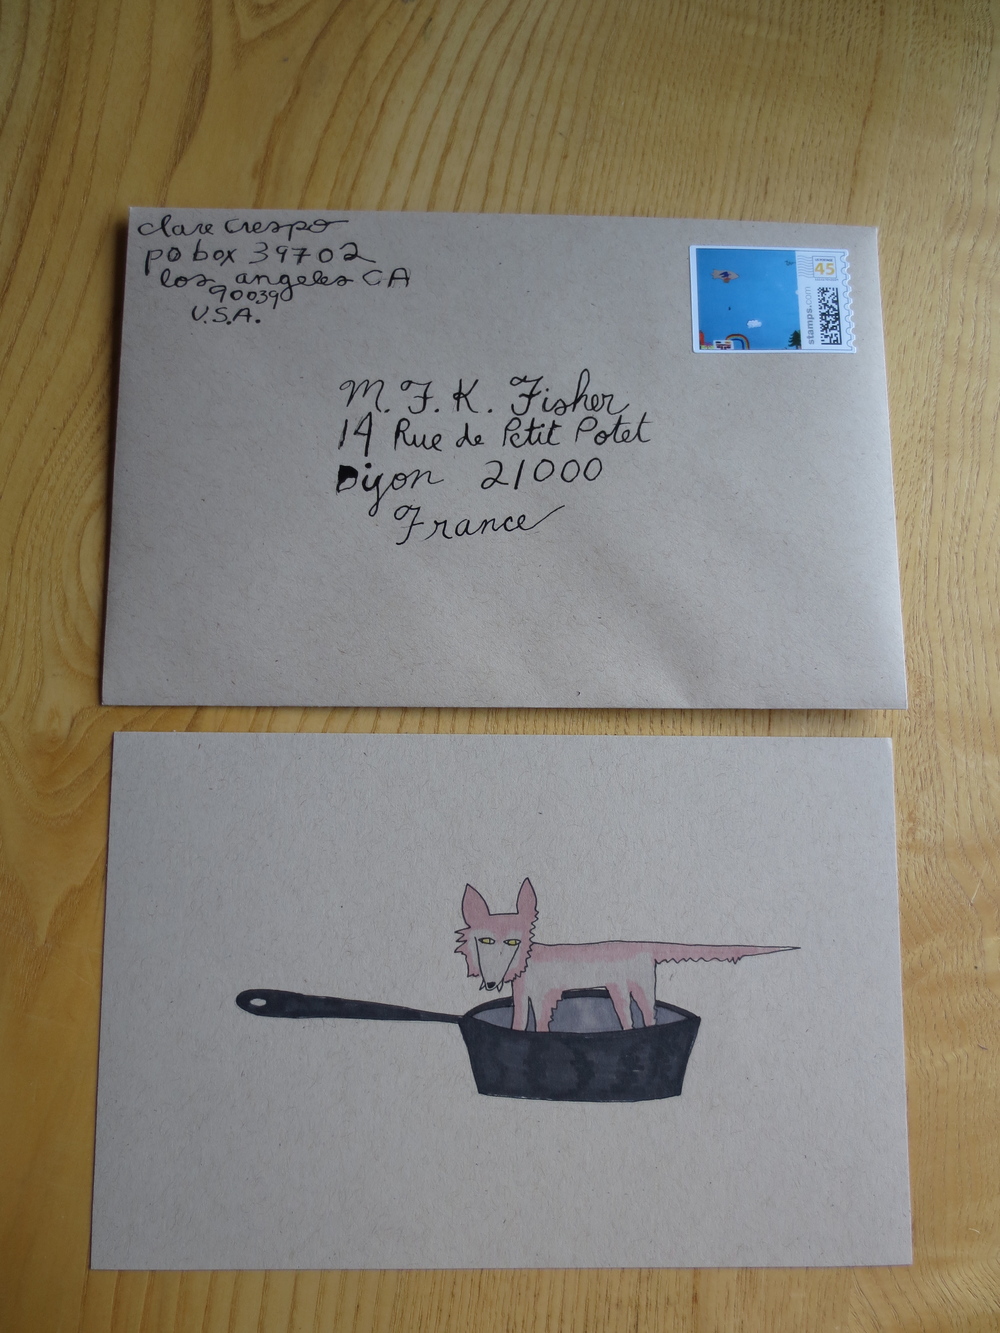 clare crespo
po box 39702
los angeles CA
90039
U.S.A.
45
stamps.com
M. F. K. Fisher
14 Rue de Petit Potet
Dijon 21000
France